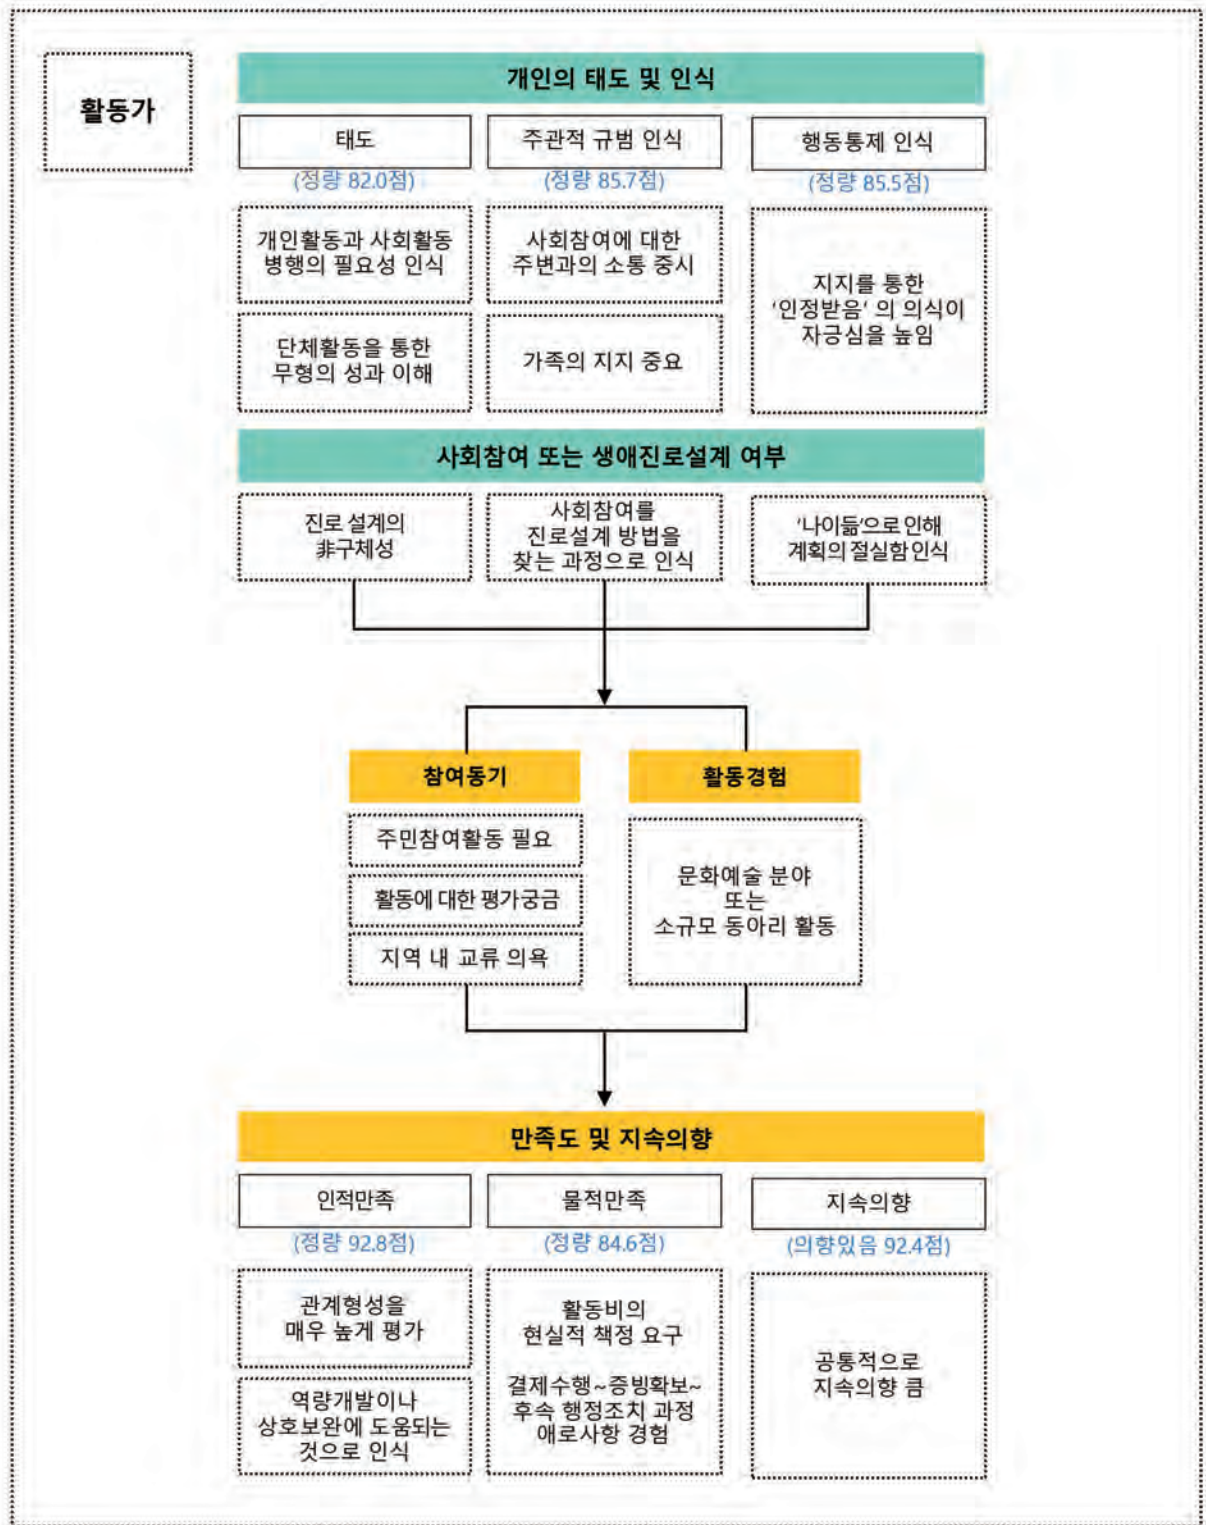 활동가
개인의 태도 및 인식
태도
(정량 82.0점)
개인활동과 사회활동
병행의 필요성 인식
단체활동을 통한
무형의 성과 이해
주관적 규범 인식
(정량 85.7점)
사회참여에 대한
주변과의 소통 중시
가족의 지지 중요
행동통제 인식
(정량 85.5점)
지지를 통한
‘인정받음‘ 의 의식이
자긍심을 높임
사회참여 또는 생애진로설계 여부
진로 설계의
非구체성
사회참여를
진로설계 방법을
찾는 과정으로 인식
‘나이듦’으로 인해
계획의 절실함 인식
참여동기
주민참여활동 필요
활동에 대한 평가궁금
지역 내 교류 의욕
활동경험
문화예술 분야
또는
소규모 동아리 활동
만족도 및 지속의향
인적만족
(정량 92.8점)
관계형성을
매우 높게 평가
역량개발이나
상호보완에 도움되는
것으로 인식
물적만족
(정량 84.6점)
활동비의
현실적 책정 요구
결제수행~증빙확보~
후속 행정조치 과정
애로사항 경험
지속의향
(의향있음 92.4점)
공통적으로
지속의향 큼